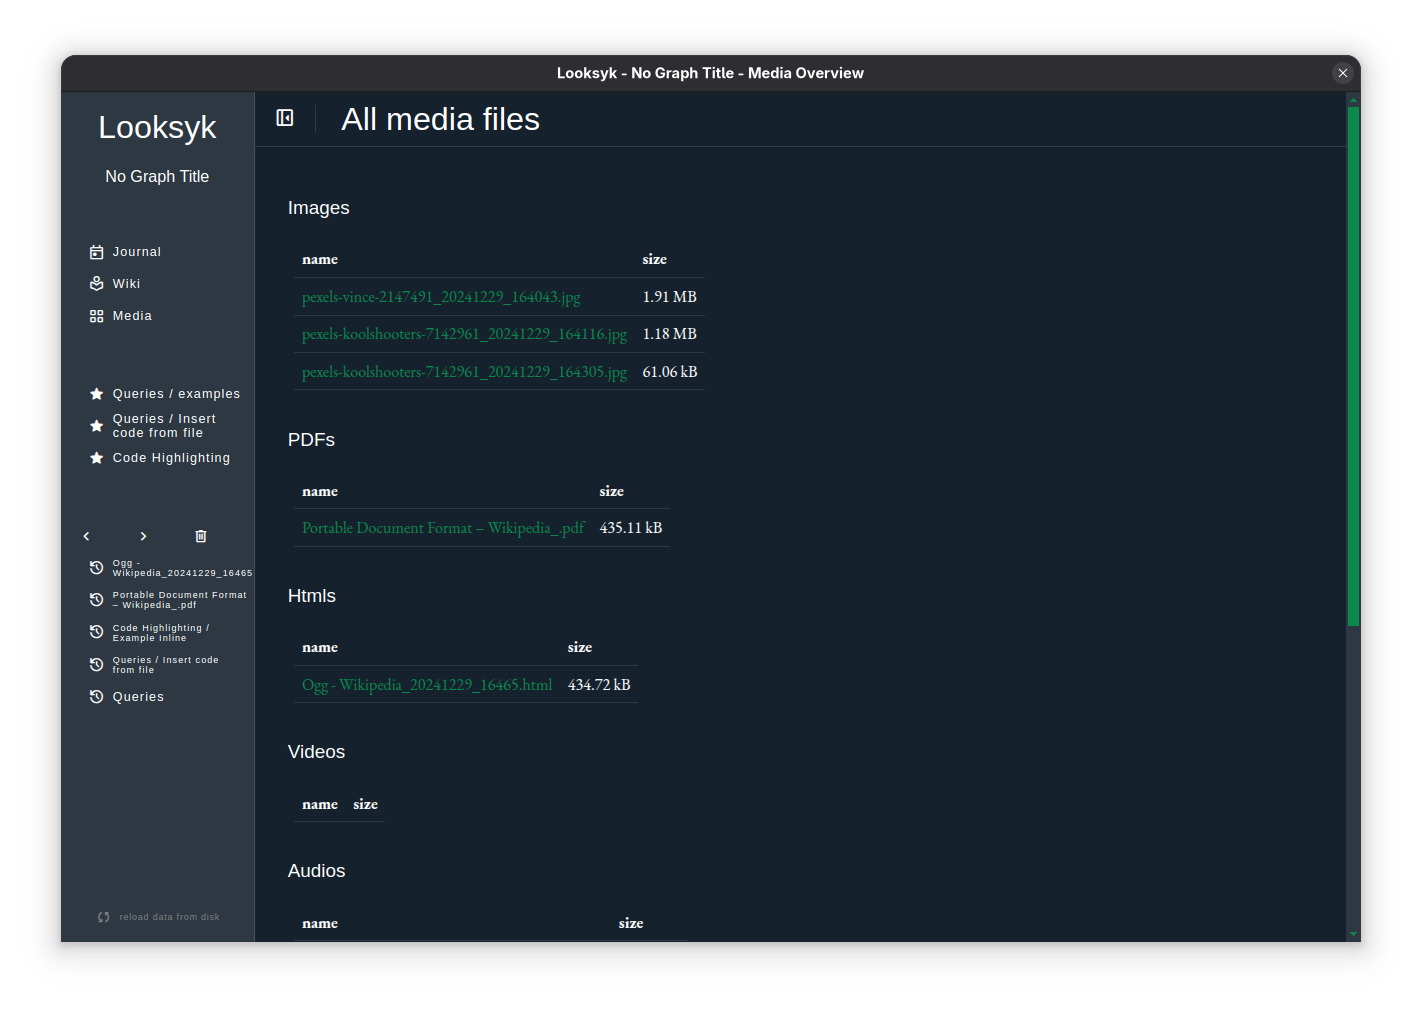 Looksyk - No Graph Title - Media Overview
Looksyk
No Graph Title
Journal
Wiki
Media
Queries / examples
Queries / Insert
code from file
Code Highlighting
Ogg -
Wikipedia_20241229_16465
Portable Document Format
– Wikipedia_.pdf
Code Highlighting /
Example Inline
Queries / Insert code
from file
Queries
reload data from disk
All media files
Images
name size
pexels-vince-2147491_20241229_164043.jpg 1.91 MB
pexels-koolshooters-7142961_20241229_164116.jpg 1.18 MB
pexels-koolshooters-7142961_20241229_164305.jpg 61.06 kB
PDFs
name size
Portable Document Format – Wikipedia_.pdf 435.11 kB
Htmls
name size
Ogg - Wikipedia_20241229_16465.html 434.72 kB
Videos
name size
Audios
name size